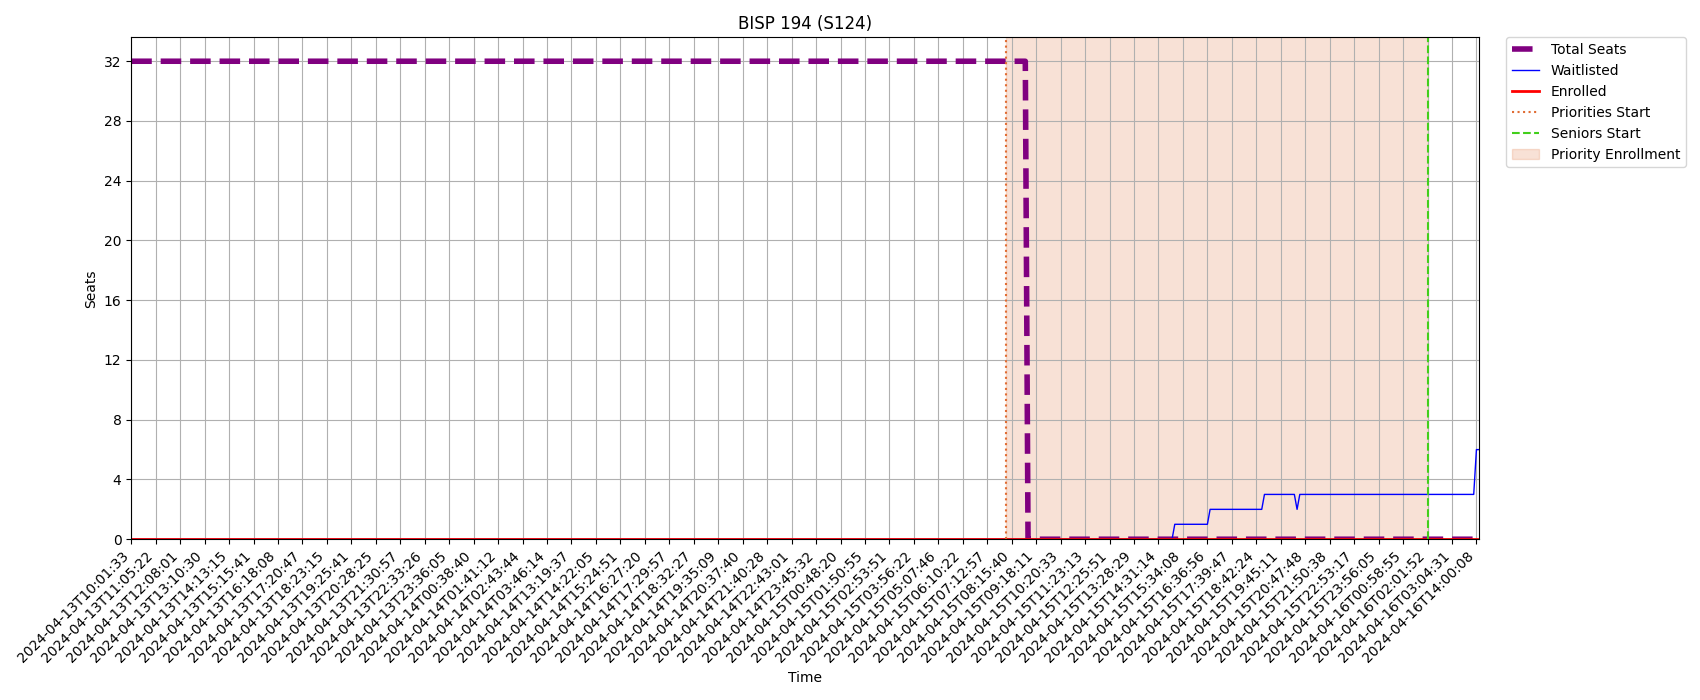 BISP 194 (S124)
Total Seats
Waitlisted
Enrolled
Priorities Start
Seniors Start
Priority Enrollment
Seats
32
28
24
20
16
12
8
4
0
2024-04-13T10:01:33
2024-04-13T11:05:22
2024-04-13T12:08:01
2024-04-13T13:10:30
2024-04-13T14:13:15
2024-04-13T15:15:41
2024-04-13T16:18:08
2024-04-13T17:20:47
2024-04-13T18:23:15
2024-04-13T19:25:41
2024-04-13T20:28:25
2024-04-13T21:30:57
2024-04-13T22:33:26
2024-04-13T23:36:05
2024-04-14T00:38:40
2024-04-14T01:41:12
2024-04-14T02:43:44
2024-04-14T03:46:14
2024-04-14T13:19:37
2024-04-14T14:22:05
2024-04-14T15:24:51
2024-04-14T16:27:20
2024-04-14T17:29:57
2024-04-14T18:32:27
2024-04-14T19:35:09
2024-04-14T20:37:40
2024-04-14T21:40:28
2024-04-14T22:43:01
2024-04-14T23:45:32
2024-04-15T00:48:20
2024-04-15T01:50:55
2024-04-15T02:53:51
2024-04-15T03:56:22
2024-04-15T05:07:46
2024-04-15T06:10:22
2024-04-15T07:12:57
2024-04-15T08:15:40
2024-04-15T09:18:11
2024-04-15T10:20:33
2024-04-15T11:23:13
2024-04-15T12:25:51
2024-04-15T13:28:29
2024-04-15T14:31:14
2024-04-15T15:34:08
2024-04-15T16:36:56
2024-04-15T17:39:47
2024-04-15T18:42:24
2024-04-15T19:45:11
2024-04-15T20:47:48
2024-04-15T21:50:38
2024-04-15T22:53:17
2024-04-15T23:56:05
2024-04-16T00:58:55
2024-04-16T02:01:52
2024-04-16T03:04:31
2024-04-16T14:00:08
Time